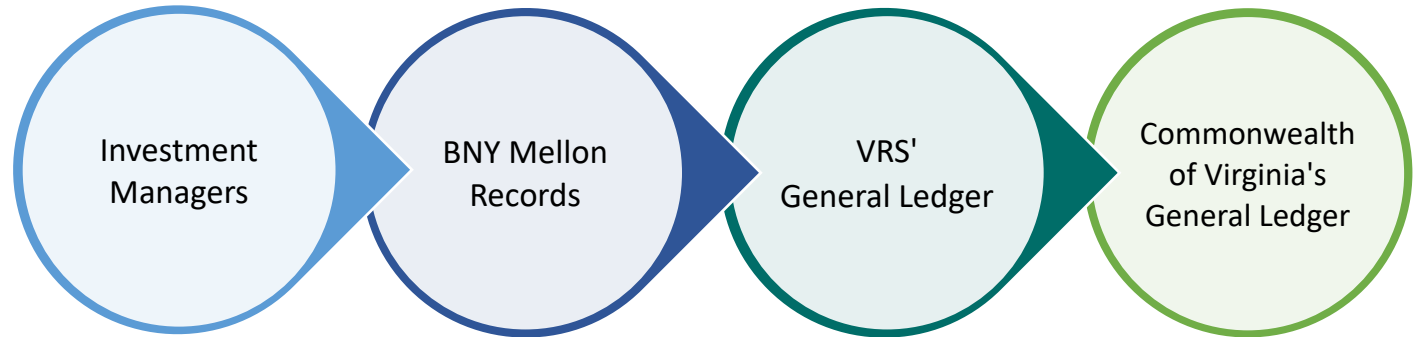 Investment
Managers
BNY Mellon
Records
VRS'
General Ledger
Commonwealth
of Virginia's
General Ledger